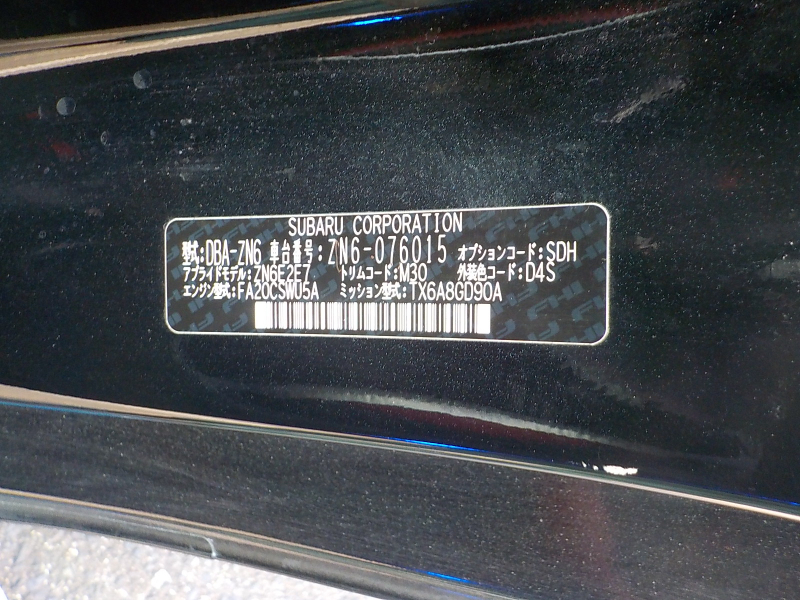 SUBARU CORPORATION
型式:DBA-ZN6 車台番号:ZN6-076015 オプションコード:SDH
アプライドモデル:ZN6E2E7 トリムコード:M30 外装色コード:D4S
エンジン型式:FA20CSWU5A ミッション型式:TX6A8GD90A